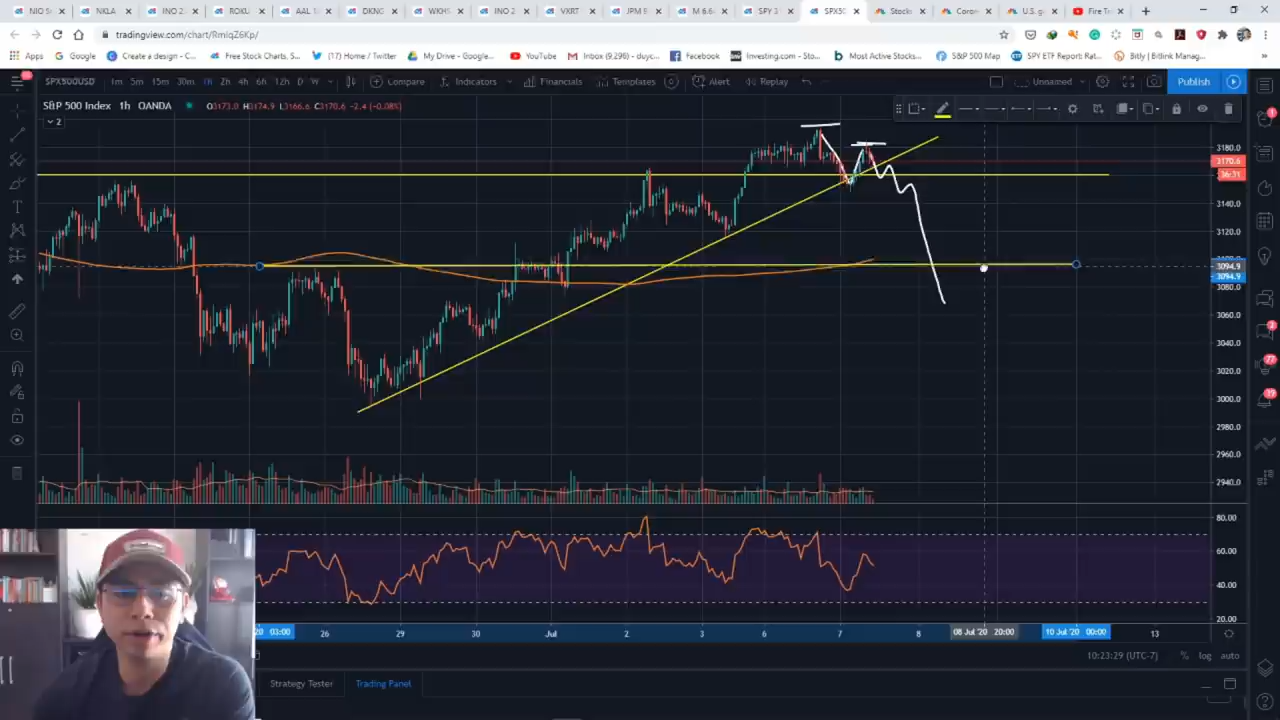 NIO 5
NKLA
INO 2
ROKU
AAL 1
DKNG
WKHS
INO 2
VXRT
JPM 9
M 6.6
SPY 3
SPX50
Stock
Coron
U.S. g
Fire Tr
tradingview.com/chart/RmlqZ6Kp/
Apps
Google
Create a design - C...
Free Stock Charts, S...
(17) Home / Twitter
My Drive - Google...
YouTube
Inbox (9,298) - duyc...
Facebook
Investing.com - Sto...
Most Active Stocks...
S&P 500 Map
SPY ETF Report: Rat...
Bitly | Link Manag...
SPX500USD
1m 5m 15m 30m 1h 2h 4h 6h 12h D W
Compare
Indicators
Financials
Templates
Alert
Replay
Unnamed
Publish
S&P 500 Index 1h OANDA
O3173.0 H3174.9 L3166.6 C3170.6 -2.4 (-0.08%)
2
3180.0
3170.6
36:31
3140.0
3120.0
3094.9
3094.9
3080.0
3060.0
3040.0
3020.0
3000.0
2980.0
2960.0
2940.0
80.00
60.00
40.00
20.00
20 03:00
26
29
30
Jul
2
3
6
7
8
08 Jul '20 20:00
10 Jul '20 00:00
13
10:23:29 (UTC-7)
%
log
auto
Strategy Tester
Trading Panel